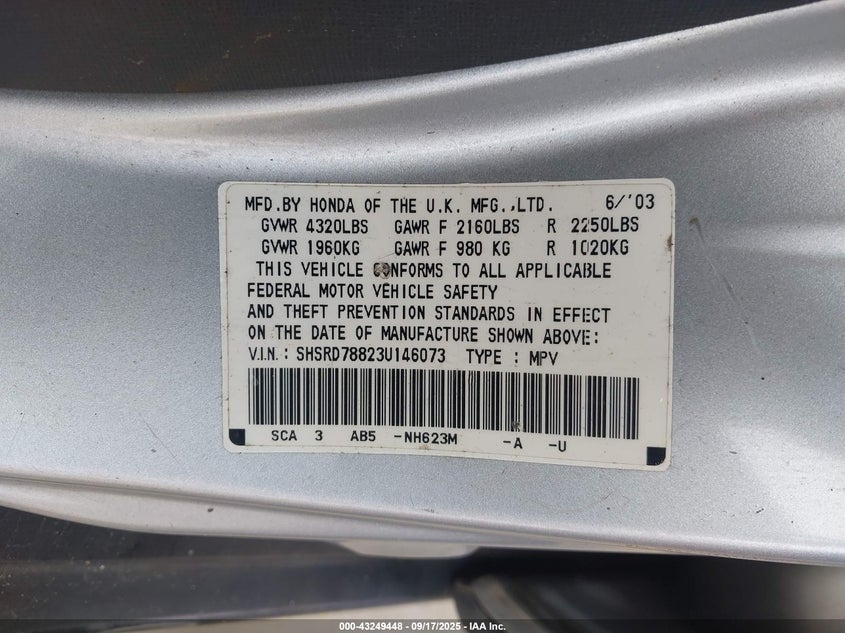 MFD.BY HONDA OF THE U.K. MFG.,LTD. 6/'03
GVWR 4320LBS GAWR F 2160LBS R 2250LBS
GVWR 1960KG GAWR F 980 KG R 1020KG
THIS VEHICLE CONFORMS TO ALL APPLICABLE
FEDERAL MOTOR VEHICLE SAFETY
AND THEFT PREVENTION STANDARDS IN EFFECT
ON THE DATE OF MANUFACTURE SHOWN ABOVE:
V.I.N.: SHSRD78823U146073 TYPE : MPV
SCA 3 AB5 -NH623M -A -U
000-43249448 - 09/17/2025 - IAA Inc.